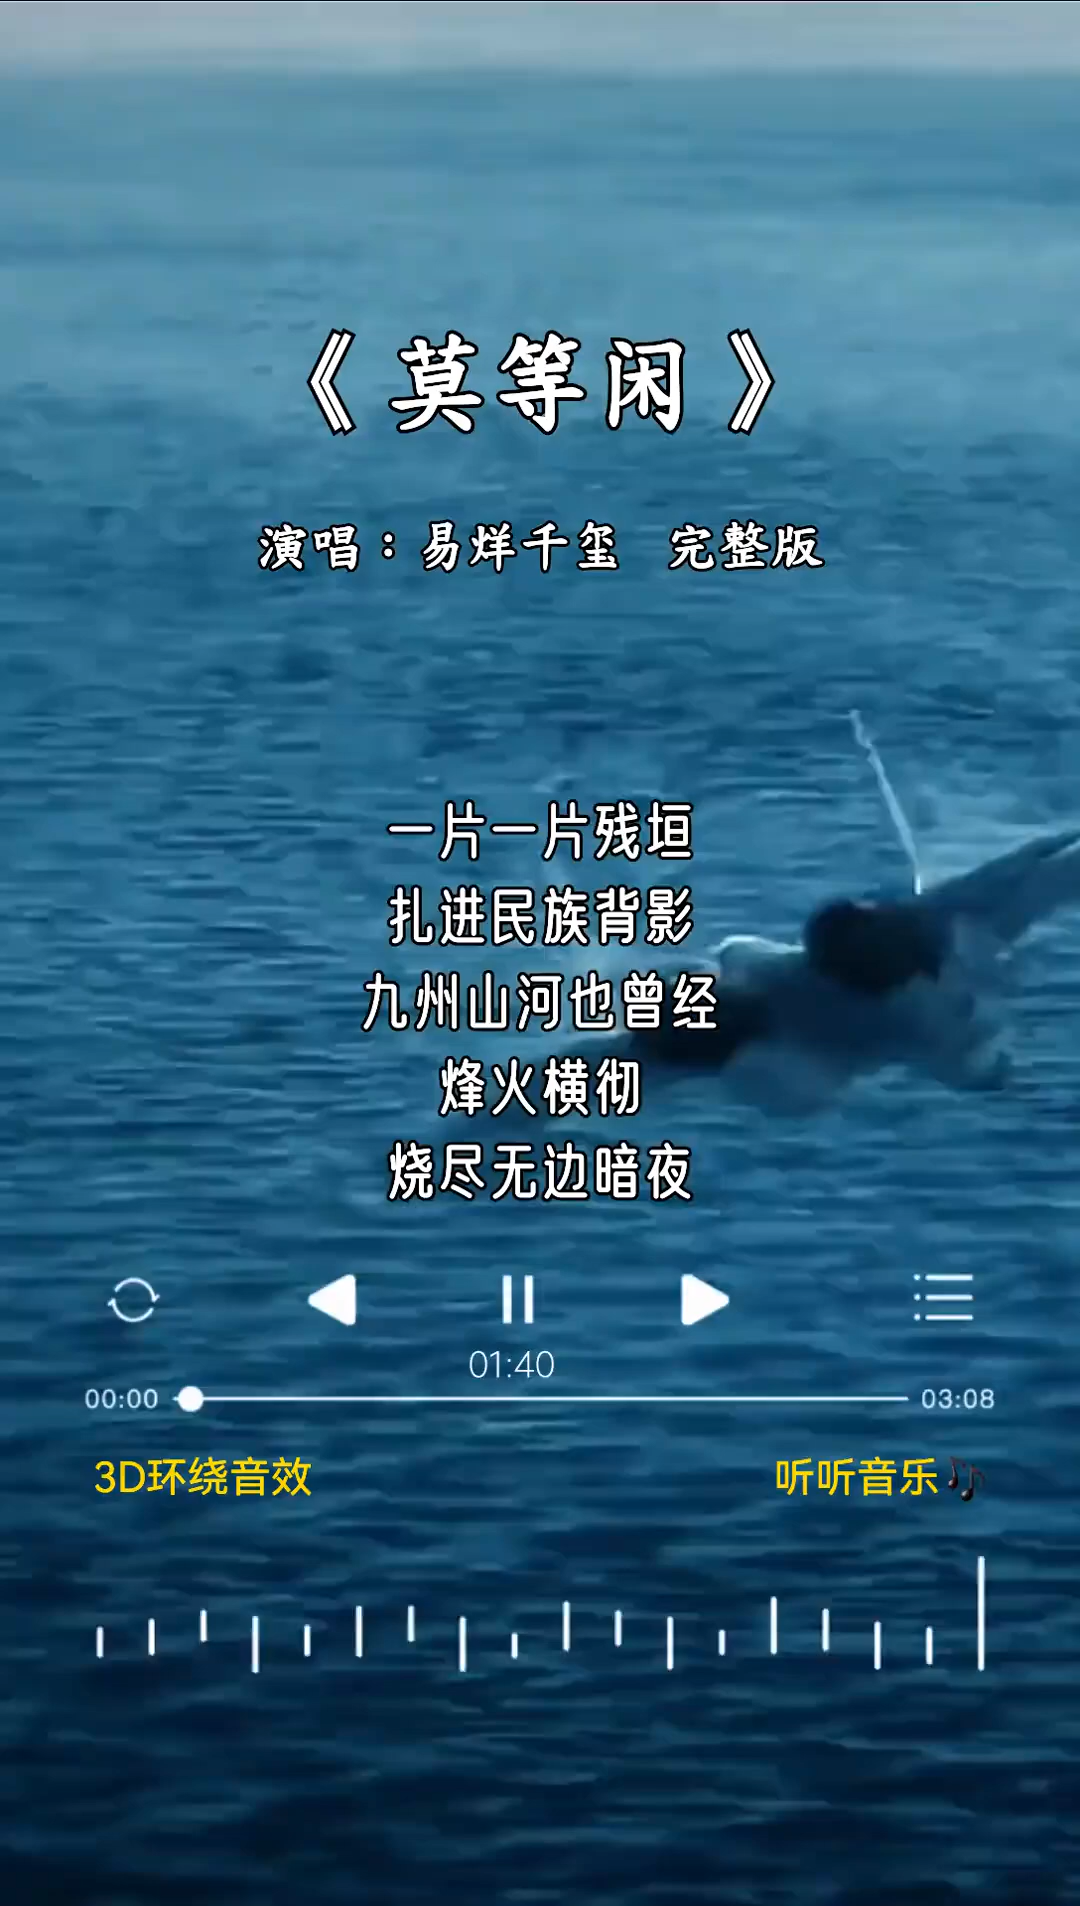 《莫等闲》
演唱：易烊千玺 完整版
一片一片残垣
扎进民族背影
九州山河也曾经
烽火横彻
烧尽无边暗夜
01:40
00:00 03:08
3D环绕音效 听听音乐